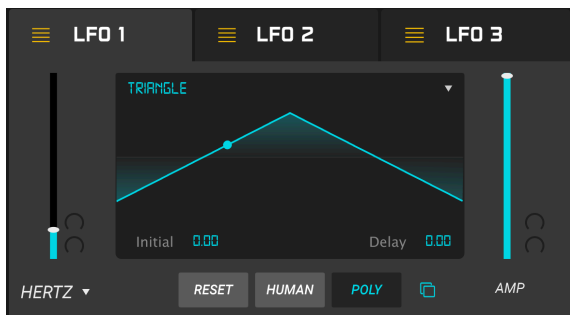 LFO 1
LFO 2
LFO 3
TRIANGLE
Initial 0.00 Delay 0.00
HERTZ RESET HUMAN POLY AMP